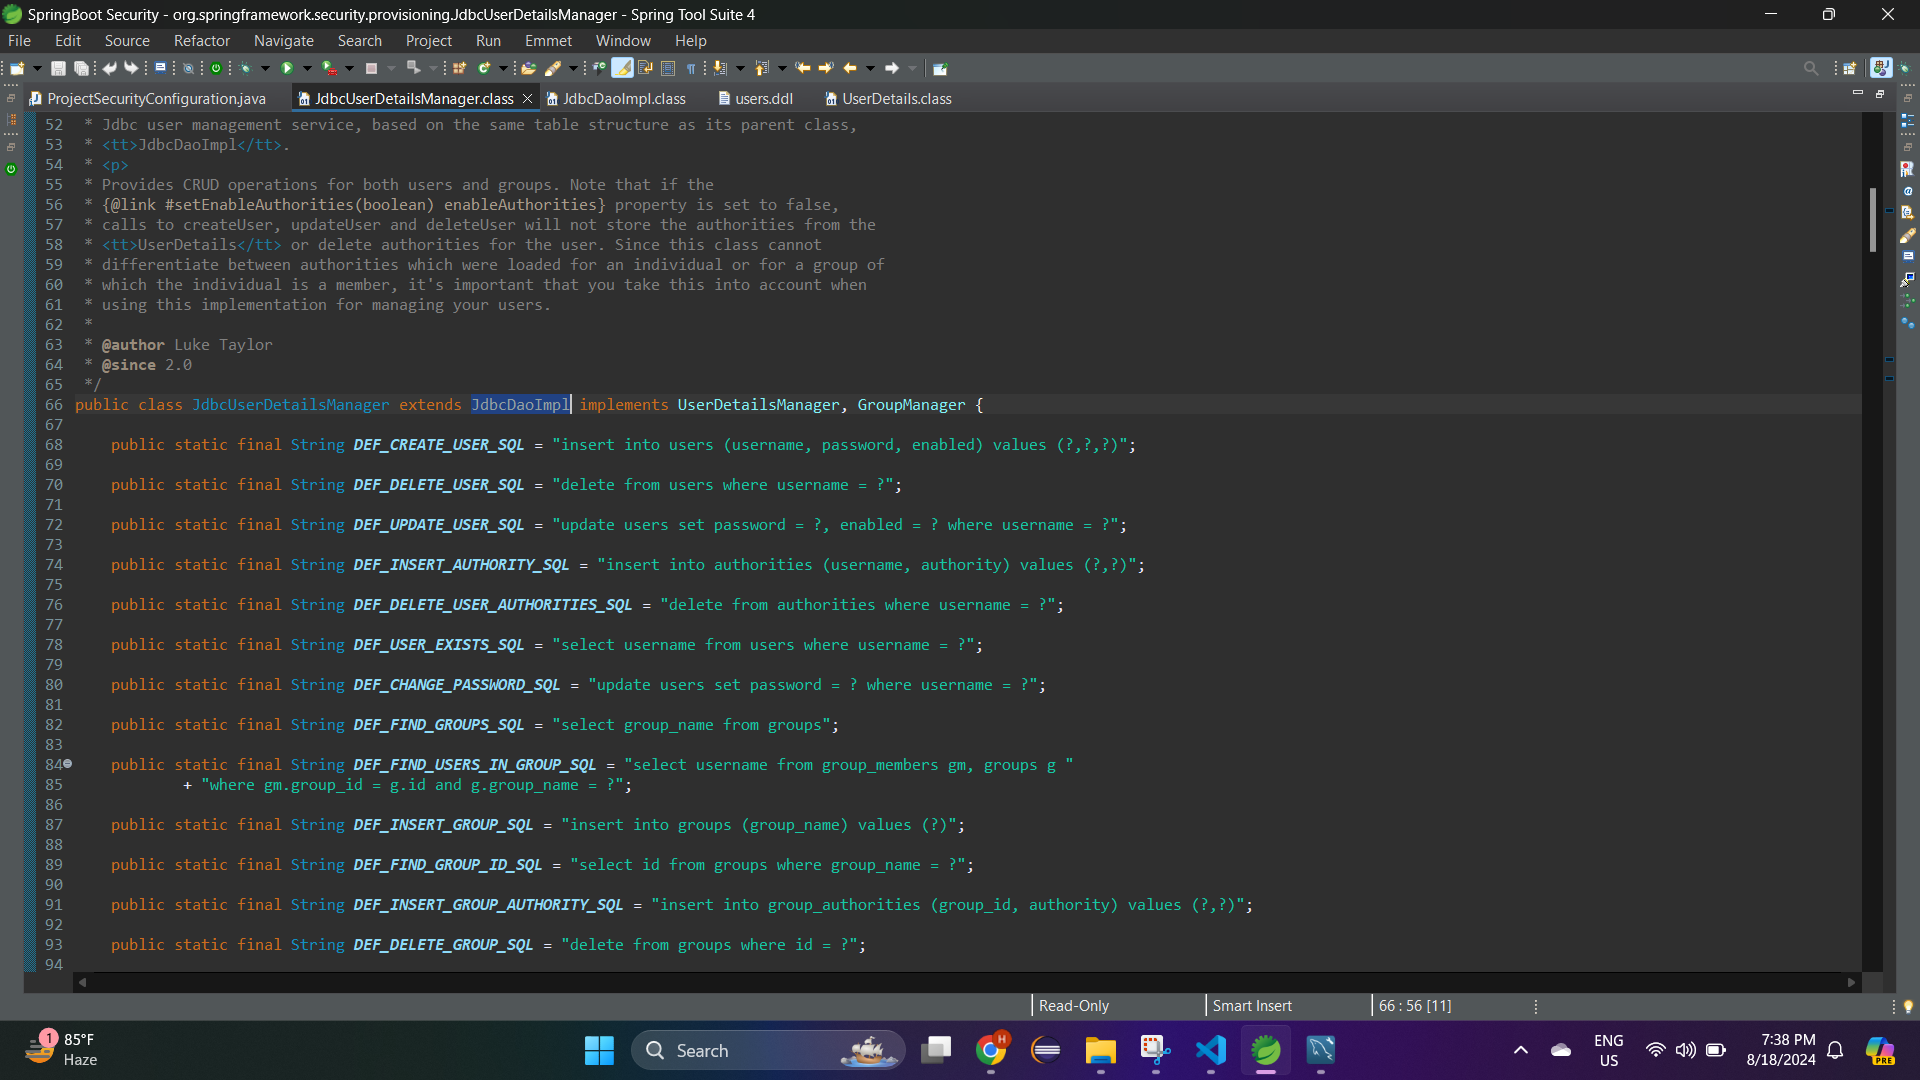 SpringBoot Security - org.springframework.security.provisioning.JdbcUserDetailsManager - Spring Tool Suite 4
File Edit Source Refactor Navigate Search Project Run Emmet Window Help
ProjectSecurityConfiguration.java JdbcUserDetailsManager.class JdbcDaoImpl.class users.ddl UserDetails.class
52 * Jdbc user management service, based on the same table structure as its parent class,
53 * <tt>JdbcDaoImpl</tt>.
54 * <p>
55 * Provides CRUD operations for both users and groups. Note that if the
56 * {@link #setEnableAuthorities(boolean) enableAuthorities} property is set to false,
57 * calls to createUser, updateUser and deleteUser will not store the authorities from the
58 * <tt>UserDetails</tt> or delete authorities for the user. Since this class cannot
59 * differentiate between authorities which were loaded for an individual or for a group of
60 * which the individual is a member, it's important that you take this into account when
61 * using this implementation for managing your users.
62 *
63 * @author Luke Taylor
64 * @since 2.0
65 */
66 public class JdbcUserDetailsManager extends JdbcDaoImpl implements UserDetailsManager, GroupManager {
67
68 public static final String DEF_CREATE_USER_SQL = "insert into users (username, password, enabled) values (?,?,?)";
69
70 public static final String DEF_DELETE_USER_SQL = "delete from users where username = ?";
71
72 public static final String DEF_UPDATE_USER_SQL = "update users set password = ?, enabled = ? where username = ?";
73
74 public static final String DEF_INSERT_AUTHORITY_SQL = "insert into authorities (username, authority) values (?,?)";
75
76 public static final String DEF_DELETE_USER_AUTHORITIES_SQL = "delete from authorities where username = ?";
77
78 public static final String DEF_USER_EXISTS_SQL = "select username from users where username = ?";
79
80 public static final String DEF_CHANGE_PASSWORD_SQL = "update users set password = ? where username = ?";
81
82 public static final String DEF_FIND_GROUPS_SQL = "select group_name from groups";
83
84 public static final String DEF_FIND_USERS_IN_GROUP_SQL = "select username from group_members gm, groups g "
85 + "where gm.group_id = g.id and g.group_name = ?";
86
87 public static final String DEF_INSERT_GROUP_SQL = "insert into groups (group_name) values (?)";
88
89 public static final String DEF_FIND_GROUP_ID_SQL = "select id from groups where group_name = ?";
90
91 public static final String DEF_INSERT_GROUP_AUTHORITY_SQL = "insert into group_authorities (group_id, authority) values (?,?)";
92
93 public static final String DEF_DELETE_GROUP_SQL = "delete from groups where id = ?";
94
Read-Only Smart Insert 66 : 56 [11]
1 85°F
Haze
Search
H
ENG
US
7:38 PM
8/18/2024
PRE